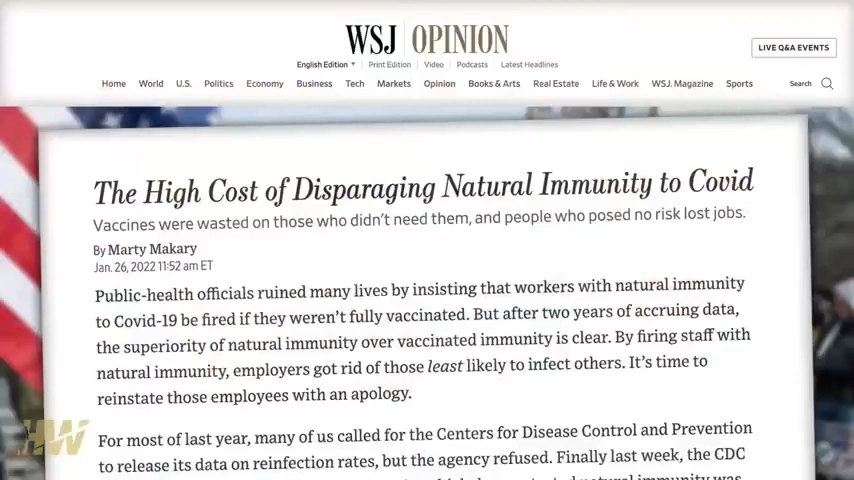 WSJ OPINION
LIVE Q&A EVENTS
English Edition Print Edition Video Podcasts Latest Headlines
Home World U.S. Politics Economy Business Tech Markets Opinion Books & Arts Real Estate Life & Work WSJ. Magazine Sports Search
The High Cost of Disparaging Natural Immunity to Covid
Vaccines were wasted on those who didn't need them, and people who posed no risk lost jobs.
By Marty Makary
Jan. 26, 2022 11:52 am ET
Public-health officials ruined many lives by insisting that workers with natural immunity
to Covid-19 be fired if they weren't fully vaccinated. But after two years of accruing data,
the superiority of natural immunity over vaccinated immunity is clear. By firing staff with
natural immunity, employers got rid of those least likely to infect others. It's time to
reinstate those employees with an apology.
For most of last year, many of us called for the Centers for Disease Control and Prevention
to release its data on reinfection rates, but the agency refused. Finally last week, the CDC
natural immunity was
HW